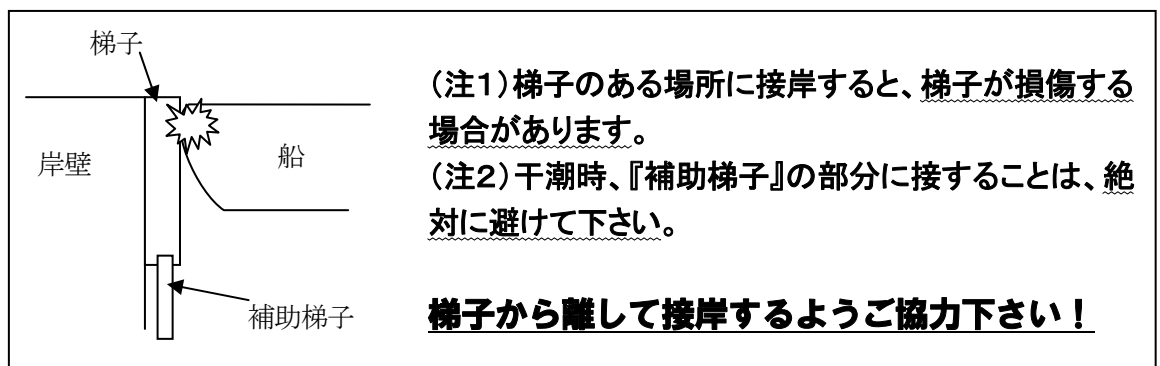 梯子
岸壁
船
補助梯子
(注1)梯子のある場所に接岸すると、梯子が損傷する
場合があります。
(注2)干潮時、『補助梯子』の部分に接することは、絶
対に避けて下さい。
梯子から離して接岸するようご協力下さい！